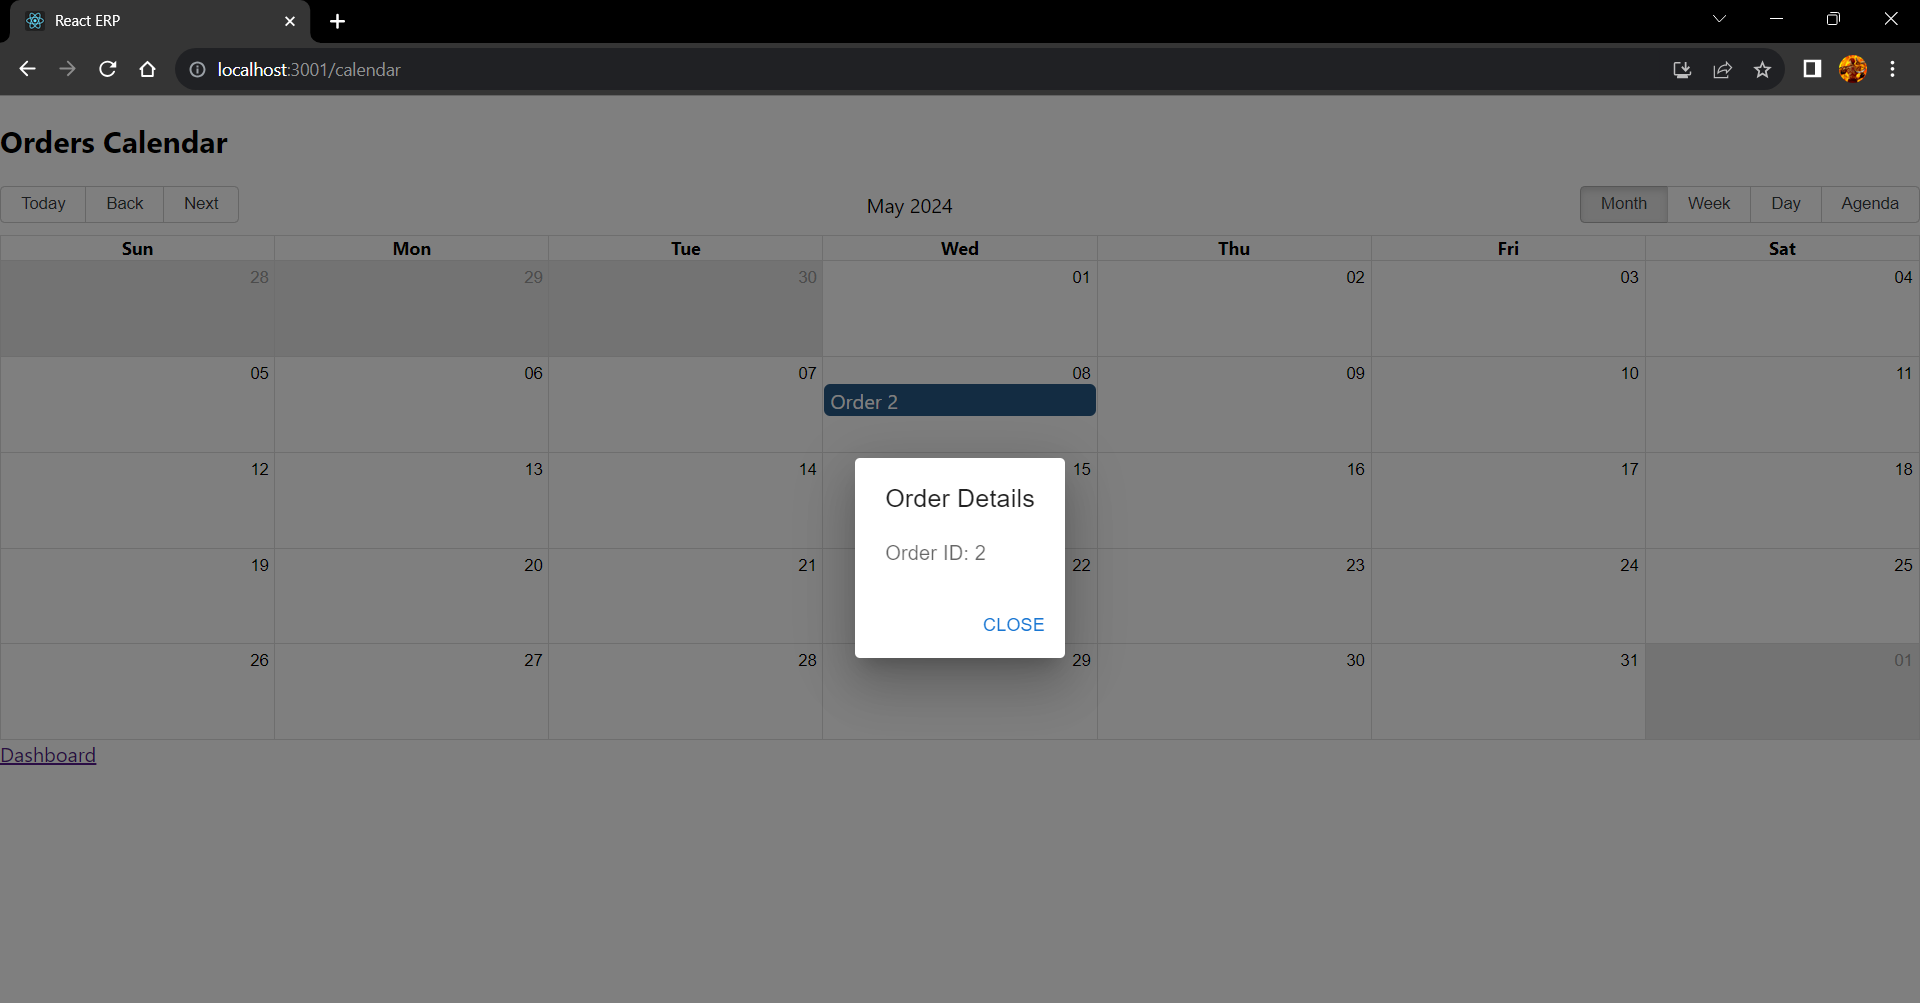 React ERP
localhost:3001/calendar
Orders Calendar
Today Back Next May 2024 Month Week Day Agenda
Sun Mon Tue Wed Thu Fri Sat
28 29 30 01 02 03 04
05 06 07 08 09 10 11
Order 2
12 13 14 15 16 17 18
Order Details
Order ID: 2
19 20 21 22 23 24 25
CLOSE
26 27 28 29 30 31 01
Dashboard